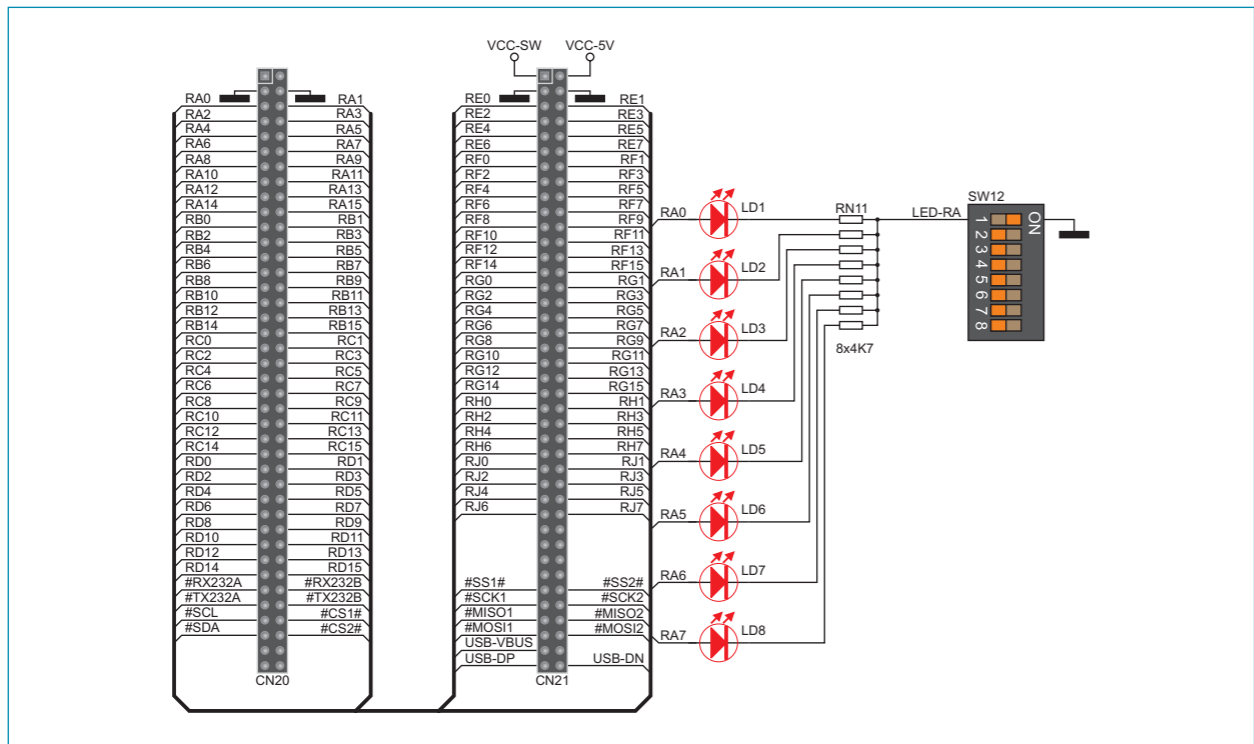 VCC-SW VCC-5V
RA0 RA1 RE0 RE1
RA2 RA3 RE2 RE3
RA4 RA5 RE4 RE5
RA6 RA7 RE6 RE7
RA8 RA9 RF0 RF1
RA10 RA11 RF2 RF3
RA12 RA13 RF4 RF5
RA14 RA15 RF6 RF7
RB0 RB1 RF8 RF9
RB2 RB3 RF10 RF11
RB4 RB5 RF12 RF13
RB6 RB7 RF14 RF15
RB8 RB9 RG0 RG1
RB10 RB11 RG2 RG3
RB12 RB13 RG4 RG5
RB14 RB15 RG6 RG7
RC0 RC1 RG8 RG9
RC2 RC3 RG10 RG11
RC4 RC5 RG12 RG13
RC6 RC7 RG14 RG15
RC8 RC9 RH0 RH1
RC10 RC11 RH2 RH3
RC12 RC13 RH4 RH5
RC14 RC15 RH6 RH7
RD0 RD1 RJ0 RJ1
RD2 RD3 RJ2 RJ3
RD4 RD5 RJ4 RJ5
RD6 RD7 RJ6 RJ7
RD8 RD9
RD10 RD11
RD12 RD13
RD14 RD15
#RX232A #RX232B #SS1# #SS2#
#TX232A #TX232B #SCK1 #SCK2
#SCL #CS1# #MISO1 #MISO2
#SDA #CS2# #MOSI1 #MOSI2
USB-VBUS
USB-DP USB-DN
CN20 CN21
RA0 LD1
RA1 LD2
RA2 LD3
RA3 LD4
RA4 LD5
RA5 LD6
RA6 LD7
RA7 LD8
RN11
8x4K7
LED-RA
SW12
ON
1
2
3
4
5
6
7
8